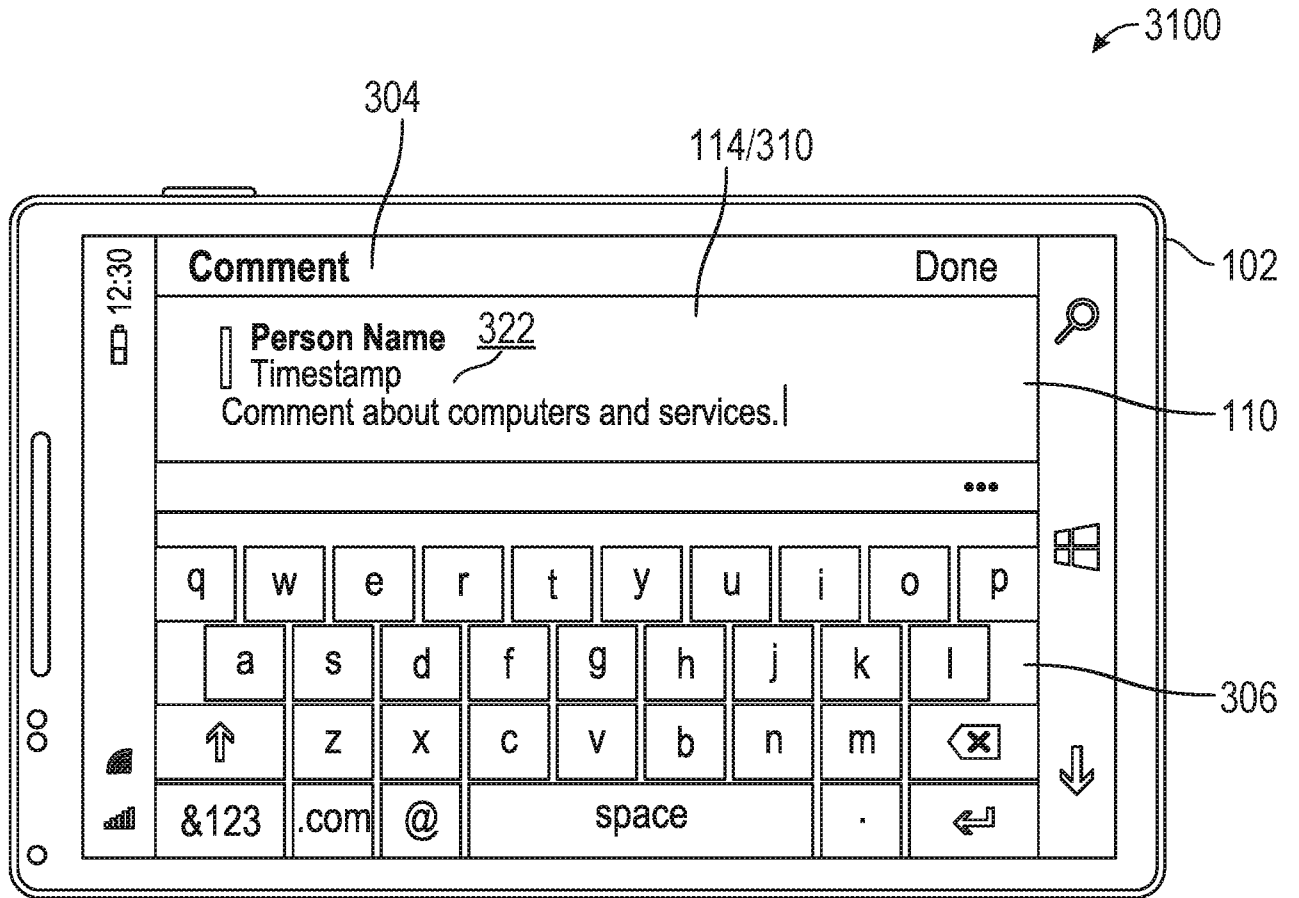 3100
304
114/310
12:30
Comment
Done
102
Person Name
322
Timestamp
110
Comment about computers and services.
•••
q w e r t y u i o p
a s d f g h j k l
306
z x c v b n m
&123 .com @ space .